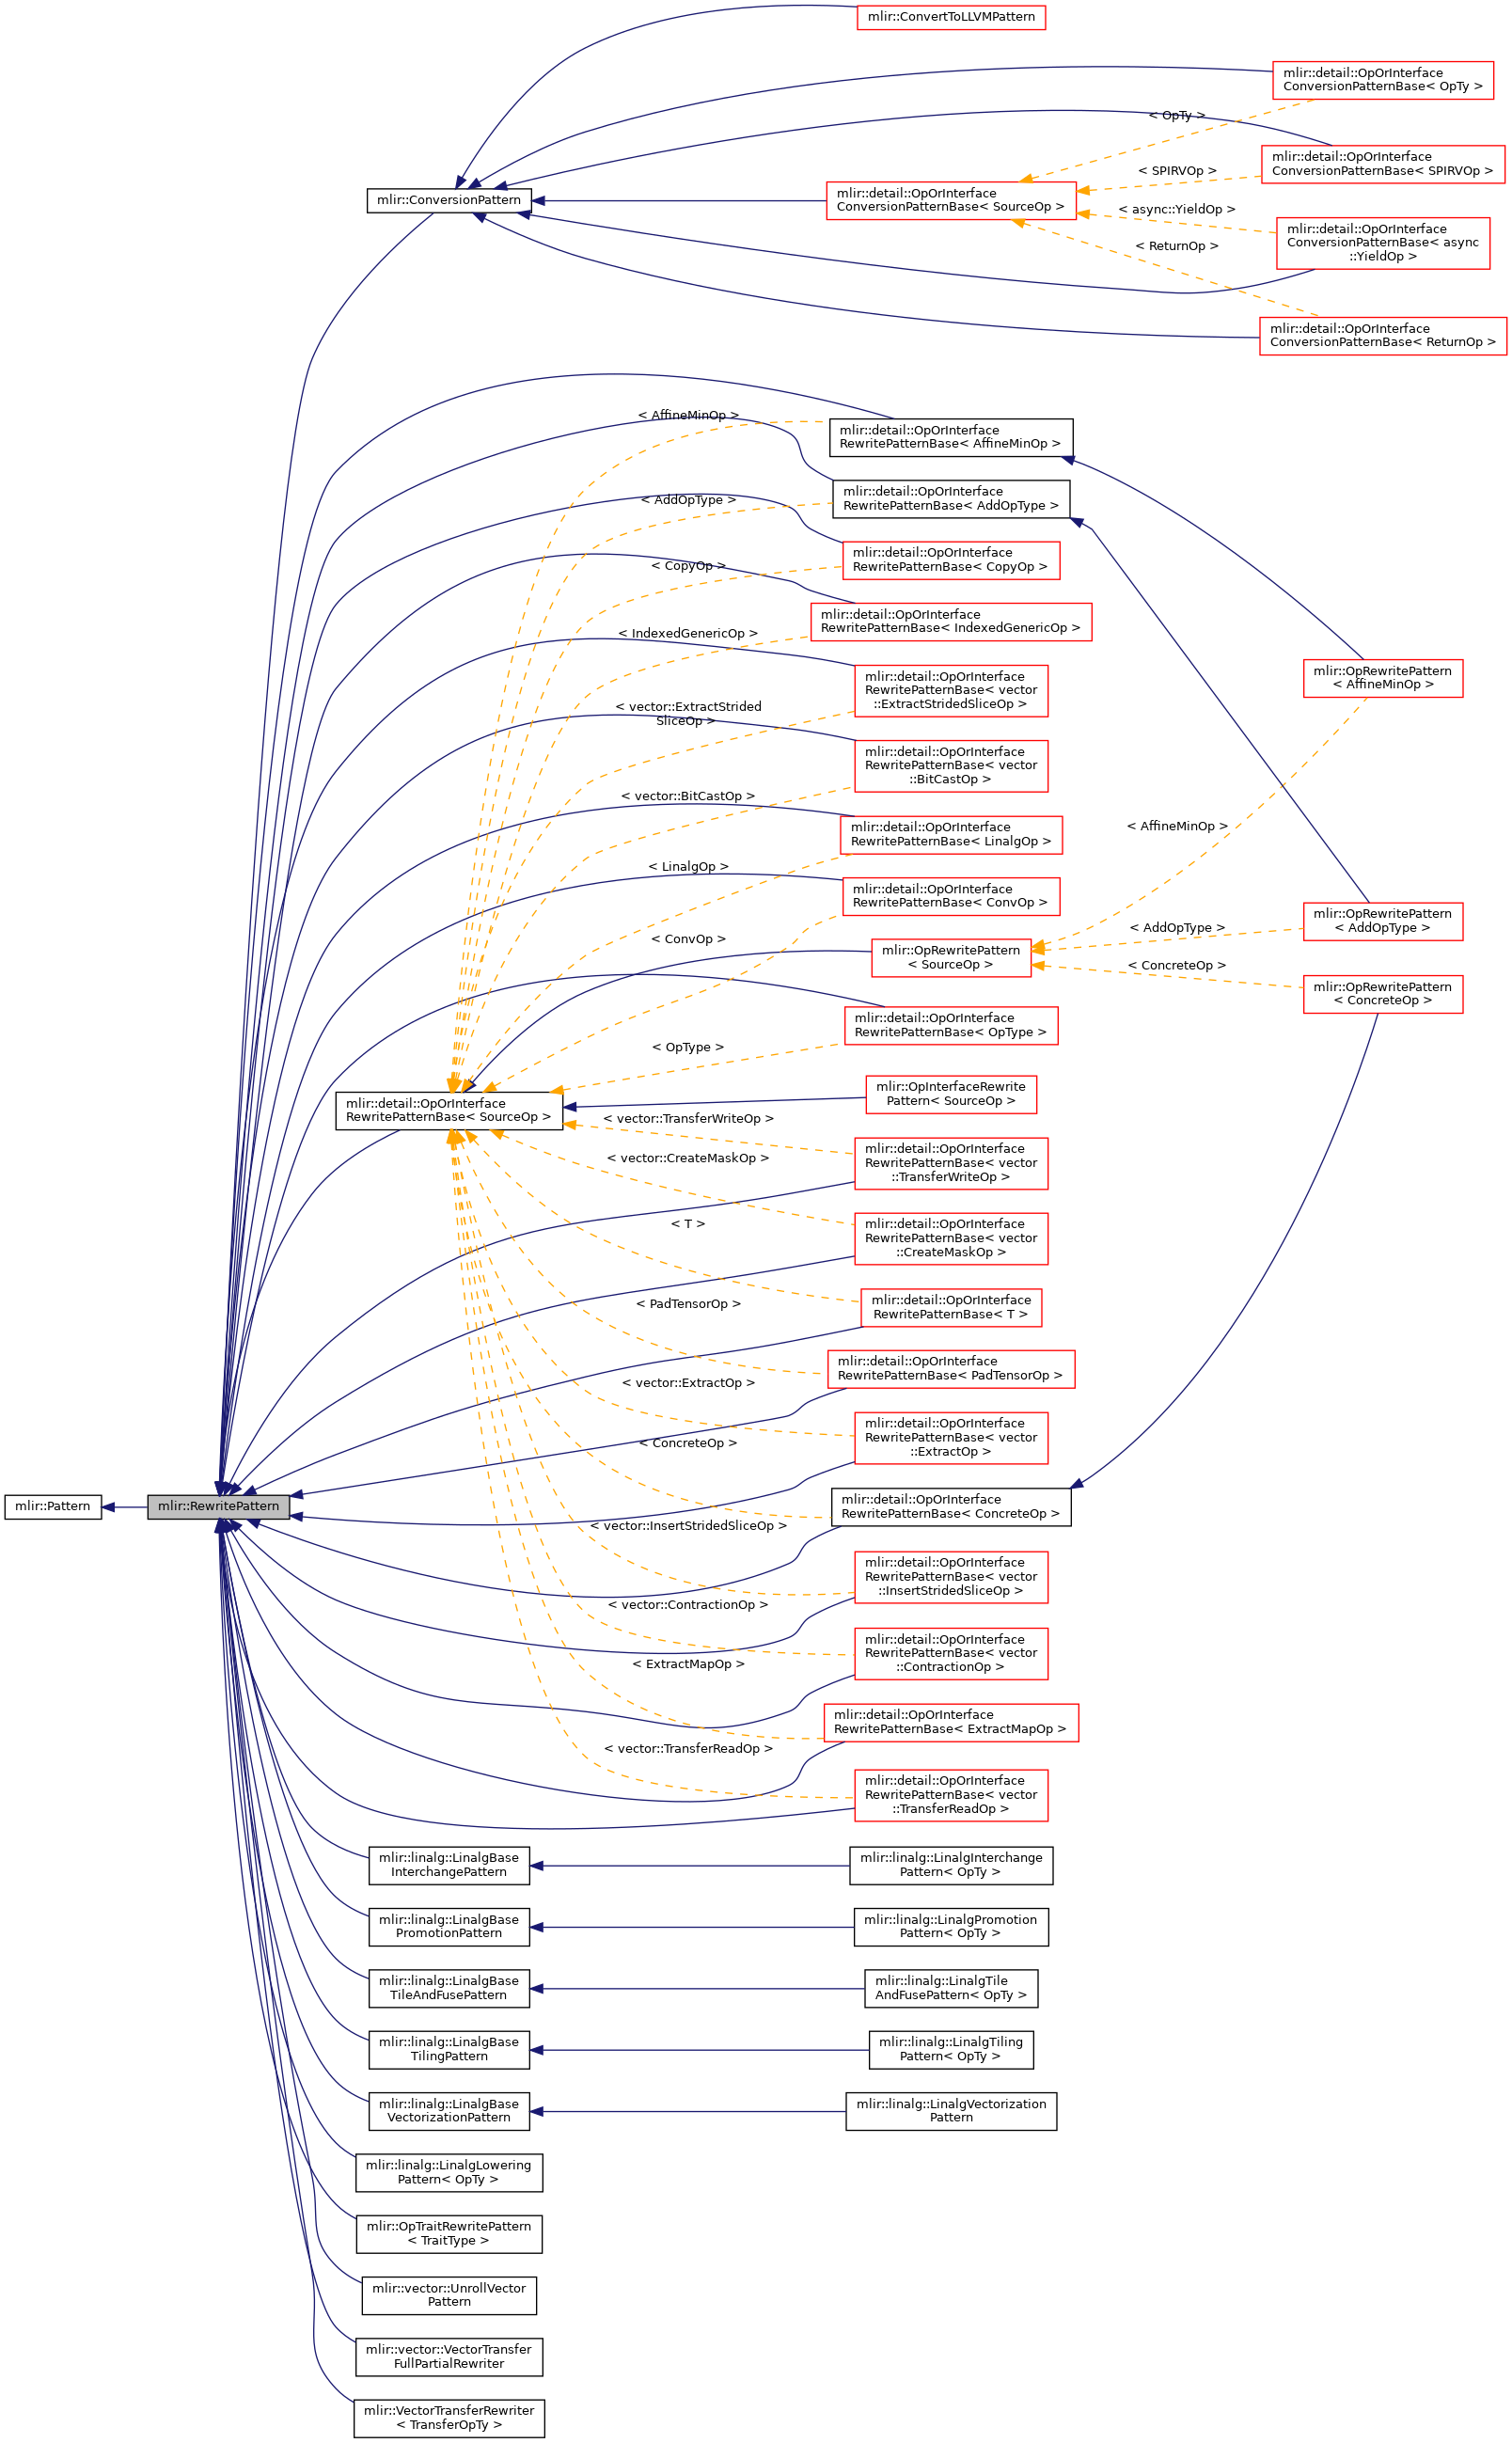 mlir::ConvertToLLVMPattern
mlir::detail::OpOrInterface
ConversionPatternBase< OpTy >
< OpTy >
mlir::detail::OpOrInterface
ConversionPatternBase< SPIRVOp >
< SPIRVOp >
mlir::ConversionPattern
mlir::detail::OpOrInterface
ConversionPatternBase< SourceOp >
< async::YieldOp >
mlir::detail::OpOrInterface
ConversionPatternBase< async
::YieldOp >
< ReturnOp >
mlir::detail::OpOrInterface
ConversionPatternBase< ReturnOp >
< AffineMinOp >
mlir::detail::OpOrInterface
RewritePatternBase< AffineMinOp >
mlir::detail::OpOrInterface
RewritePatternBase< AddOpType >
< AddOpType >
mlir::detail::OpOrInterface
RewritePatternBase< CopyOp >
< CopyOp >
mlir::detail::OpOrInterface
RewritePatternBase< IndexedGenericOp >
< IndexedGenericOp >
mlir::OpRewritePattern
< AffineMinOp >
mlir::detail::OpOrInterface
RewritePatternBase< vector
::ExtractStridedSliceOp >
< vector::ExtractStrided
SliceOp >
mlir::detail::OpOrInterface
RewritePatternBase< vector
::BitCastOp >
< vector::BitCastOp >
mlir::detail::OpOrInterface
RewritePatternBase< LinalgOp >
< AffineMinOp >
< LinalgOp >
mlir::detail::OpOrInterface
RewritePatternBase< ConvOp >
mlir::OpRewritePattern
< AddOpType >
< AddOpType >
< ConvOp >
mlir::OpRewritePattern
< SourceOp >
< ConcreteOp >
mlir::OpRewritePattern
< ConcreteOp >
mlir::detail::OpOrInterface
RewritePatternBase< OpType >
< OpType >
mlir::OpInterfaceRewrite
Pattern< SourceOp >
mlir::detail::OpOrInterface
RewritePatternBase< SourceOp >
< vector::TransferWriteOp >
mlir::detail::OpOrInterface
RewritePatternBase< vector
::TransferWriteOp >
< vector::CreateMaskOp >
mlir::detail::OpOrInterface
RewritePatternBase< vector
::CreateMaskOp >
< T >
mlir::detail::OpOrInterface
RewritePatternBase< T >
< PadTensorOp >
mlir::detail::OpOrInterface
RewritePatternBase< PadTensorOp >
< vector::ExtractOp >
mlir::detail::OpOrInterface
RewritePatternBase< vector
::ExtractOp >
< ConcreteOp >
mlir::Pattern
mlir::RewritePattern
mlir::detail::OpOrInterface
RewritePatternBase< ConcreteOp >
< vector::InsertStridedSliceOp >
mlir::detail::OpOrInterface
RewritePatternBase< vector
::InsertStridedSliceOp >
< vector::ContractionOp >
mlir::detail::OpOrInterface
RewritePatternBase< vector
::ContractionOp >
< ExtractMapOp >
mlir::detail::OpOrInterface
RewritePatternBase< ExtractMapOp >
< vector::TransferReadOp >
mlir::detail::OpOrInterface
RewritePatternBase< vector
::TransferReadOp >
mlir::linalg::LinalgBase
InterchangePattern
mlir::linalg::LinalgInterchange
Pattern< OpTy >
mlir::linalg::LinalgBase
PromotionPattern
mlir::linalg::LinalgPromotion
Pattern< OpTy >
mlir::linalg::LinalgBase
TileAndFusePattern
mlir::linalg::LinalgTile
AndFusePattern< OpTy >
mlir::linalg::LinalgBase
TilingPattern
mlir::linalg::LinalgTiling
Pattern< OpTy >
mlir::linalg::LinalgBase
VectorizationPattern
mlir::linalg::LinalgVectorization
Pattern
mlir::linalg::LinalgLowering
Pattern< OpTy >
mlir::OpTraitRewritePattern
< TraitType >
mlir::vector::UnrollVector
Pattern
mlir::vector::VectorTransfer
FullPartialRewriter
mlir::VectorTransferRewriter
< TransferOpTy >